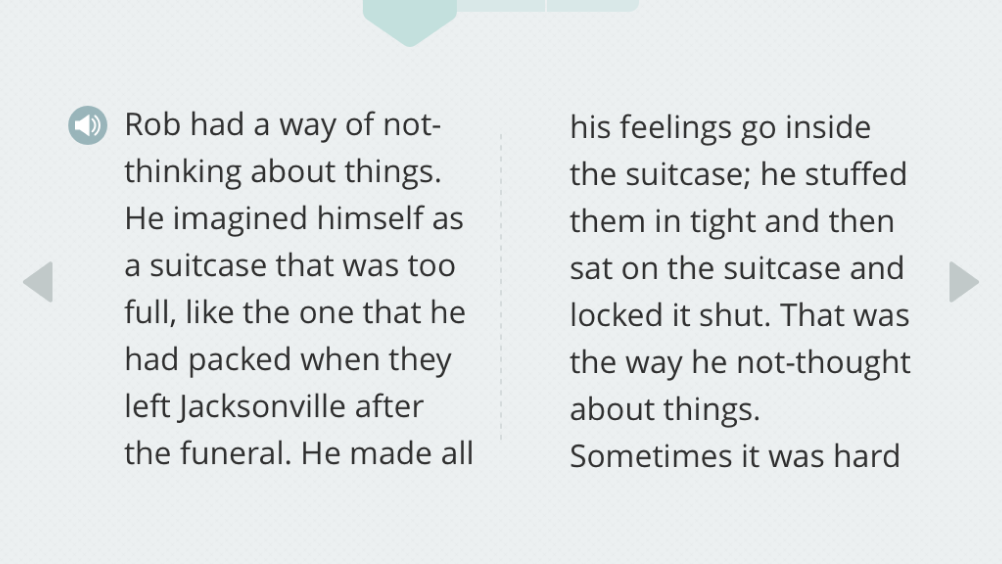 Rob had a way of not-
thinking about things.
He imagined himself as
a suitcase that was too
full, like the one that he
had packed when they
left Jacksonville after
the funeral. He made all
his feelings go inside
the suitcase; he stuffed
them in tight and then
sat on the suitcase and
locked it shut. That was
the way he not-thought
about things.
Sometimes it was hard